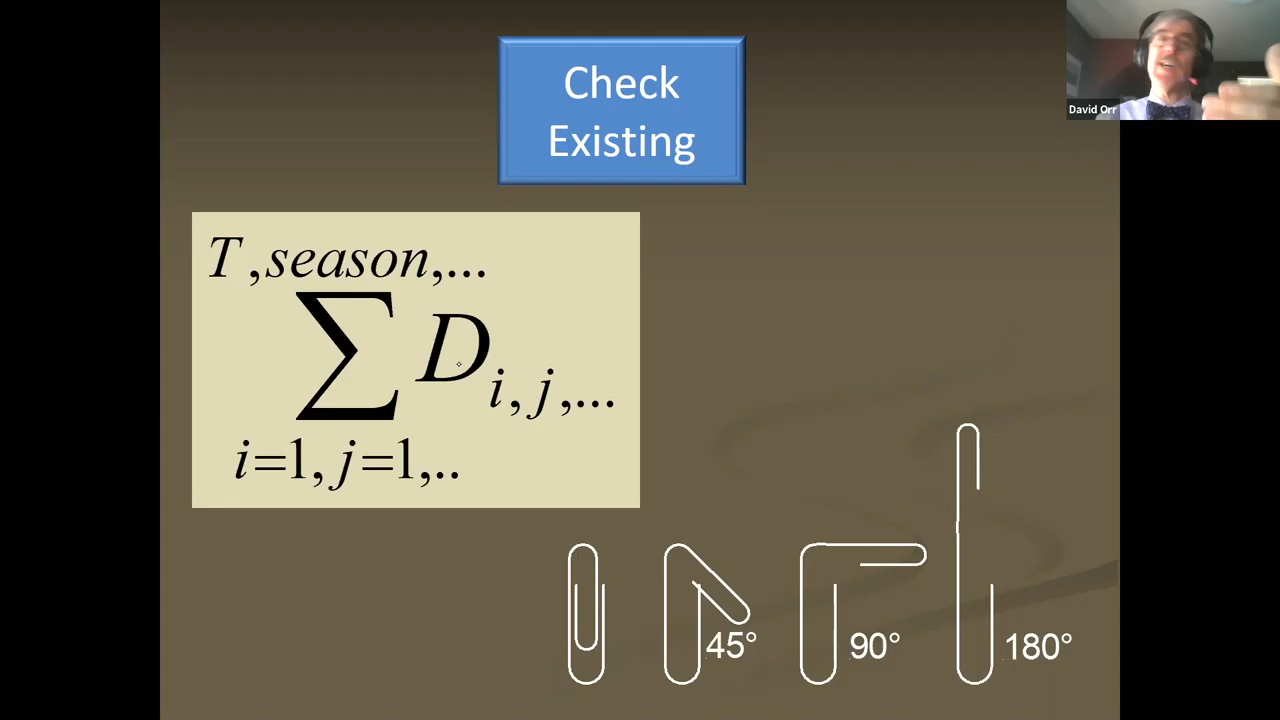 Check
Existing
David Orr
T,season,...
∑ D i, j,...
i=1, j=1,..
45°
90°
180°